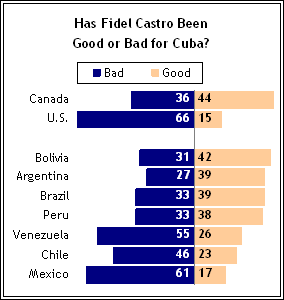 Has Fidel Castro Been
Good or Bad for Cuba?
Bad Good
Canada 36 44
U.S. 66 15
Bolivia 31 42
Argentina 27 39
Brazil 33 39
Peru 33 38
Venezuela 55 26
Chile 46 23
Mexico 61 17